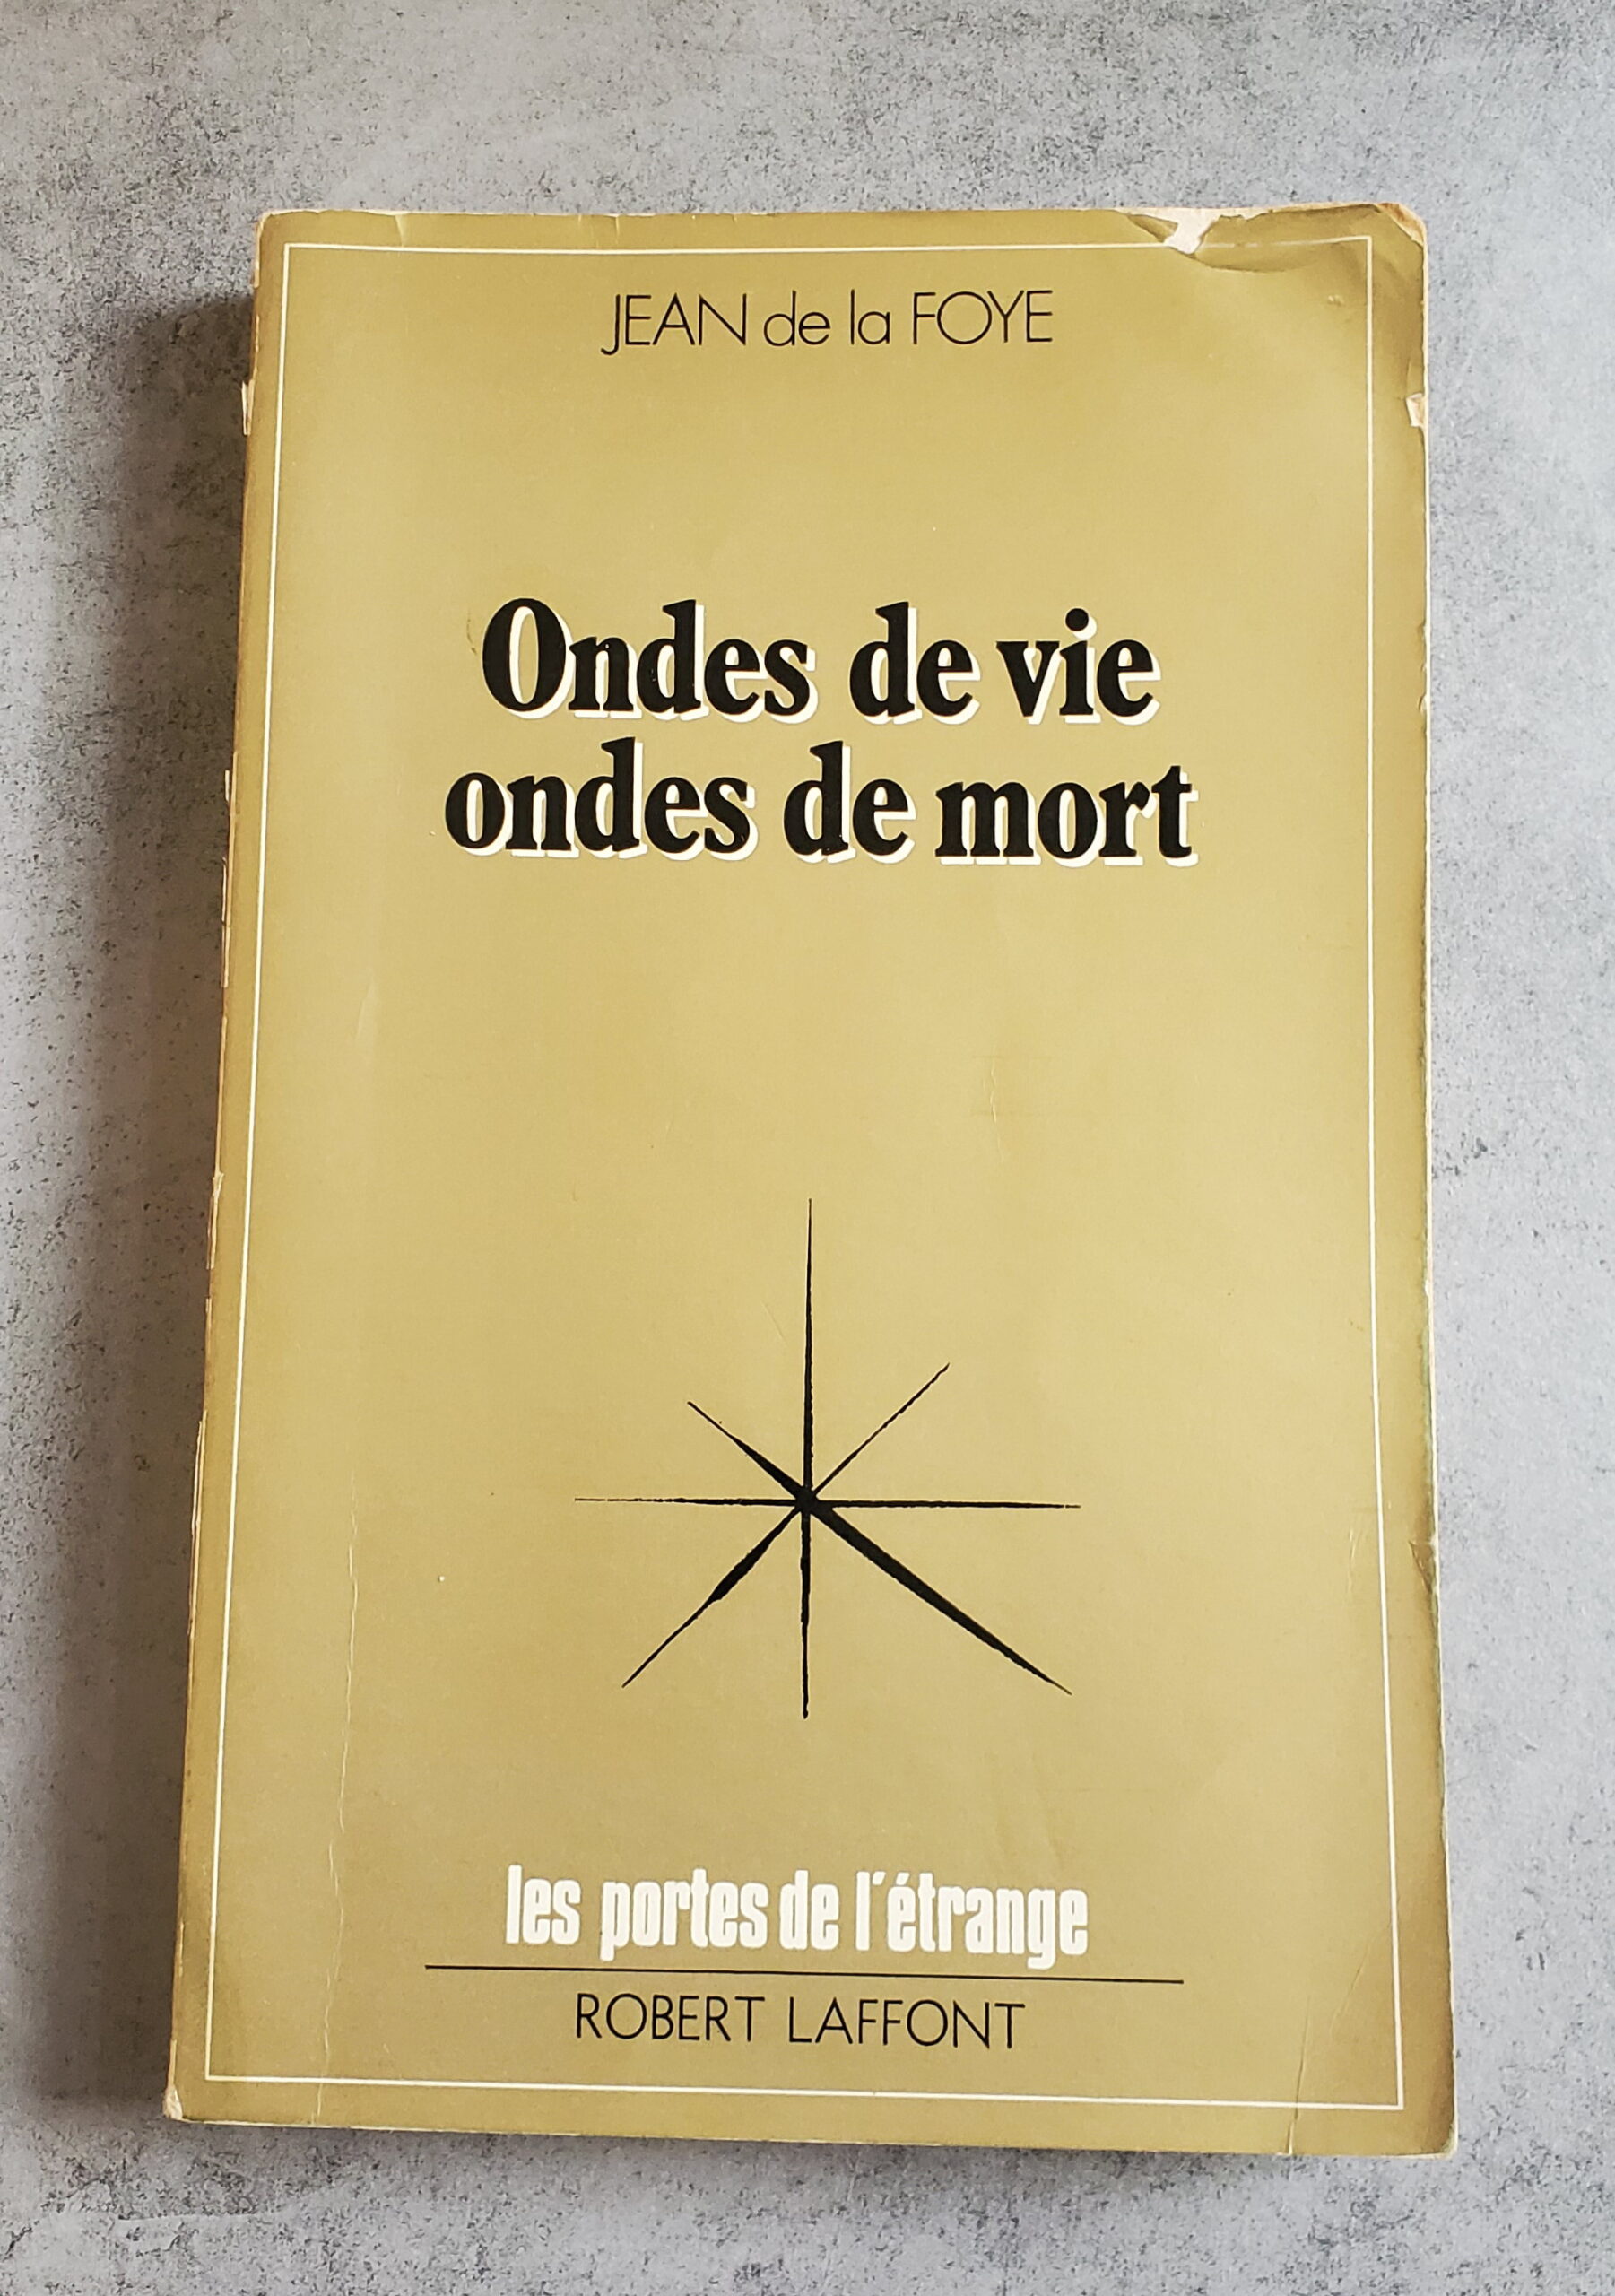 JEAN de la FOYE
Ondes de vie
ondes de mort
les portes de l'étrange
ROBERT LAFFONT